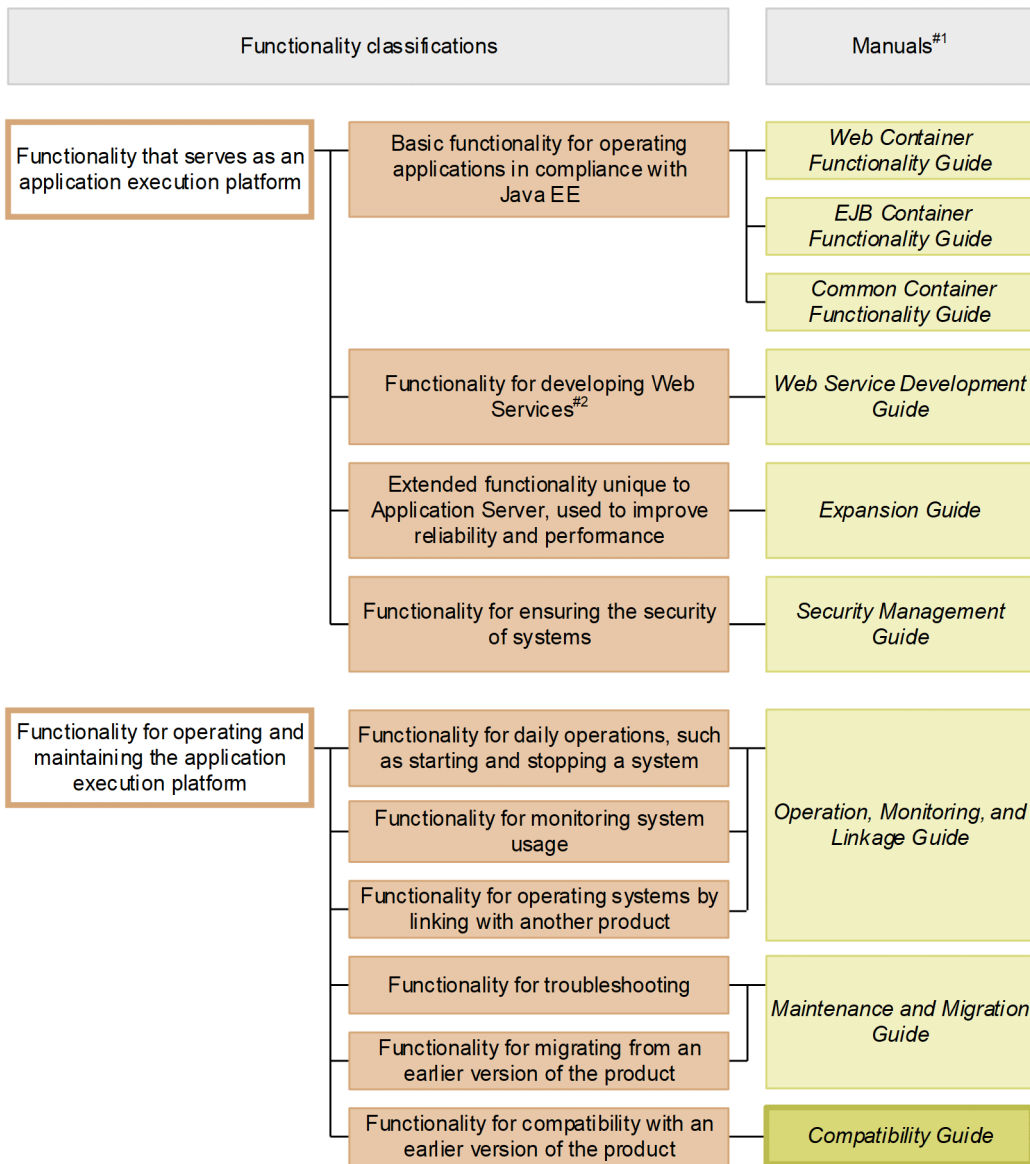 Functionality classifications
Manuals#1
Functionality that serves as an
application execution platform
Basic functionality for operating
applications in compliance with
Java EE
Web Container
Functionality Guide
EJB Container
Functionality Guide
Common Container
Functionality Guide
Functionality for developing Web
Services#2
Web Service Development
Guide
Extended functionality unique to
Application Server, used to improve
reliability and performance
Expansion Guide
Functionality for ensuring the security
of systems
Security Management
Guide
Functionality for operating and
maintaining the application
execution platform
Functionality for daily operations, such
as starting and stopping a system
Functionality for monitoring system
usage
Functionality for operating systems by
linking with another product
Operation, Monitoring, and
Linkage Guide
Functionality for troubleshooting
Functionality for migrating from an
earlier version of the product
Maintenance and Migration
Guide
Functionality for compatibility with an
earlier version of the product
Compatibility Guide